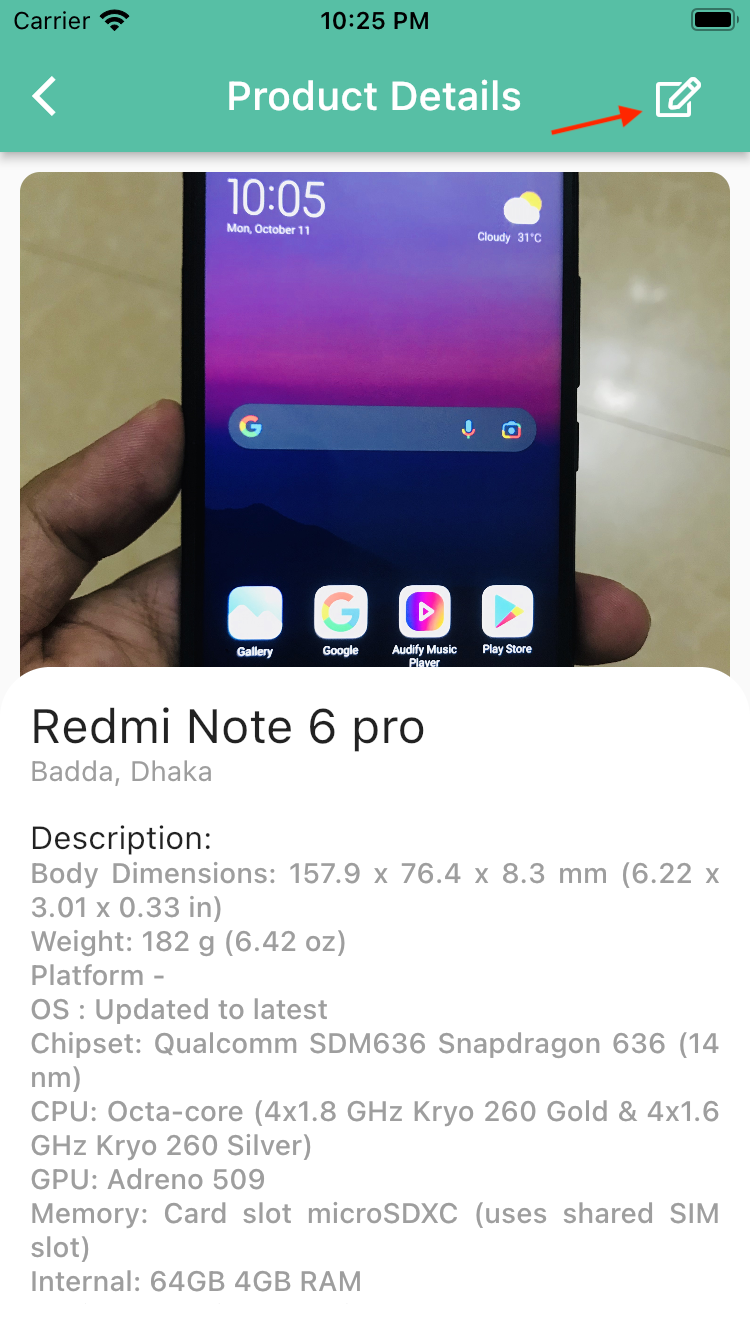 Carrier 10:25 PM
Product Details
10:05
Mon, October 11
Cloudy 31°C
Gallery Google Audify Music Player Play Store
Redmi Note 6 pro
Badda, Dhaka
Description:
Body Dimensions: 157.9 x 76.4 x 8.3 mm (6.22 x
3.01 x 0.33 in)
Weight: 182 g (6.42 oz)
Platform -
OS : Updated to latest
Chipset: Qualcomm SDM636 Snapdragon 636 (14
nm)
CPU: Octa-core (4x1.8 GHz Kryo 260 Gold & 4x1.6
GHz Kryo 260 Silver)
GPU: Adreno 509
Memory: Card slot microSDXC (uses shared SIM
slot)
Internal: 64GB 4GB RAM